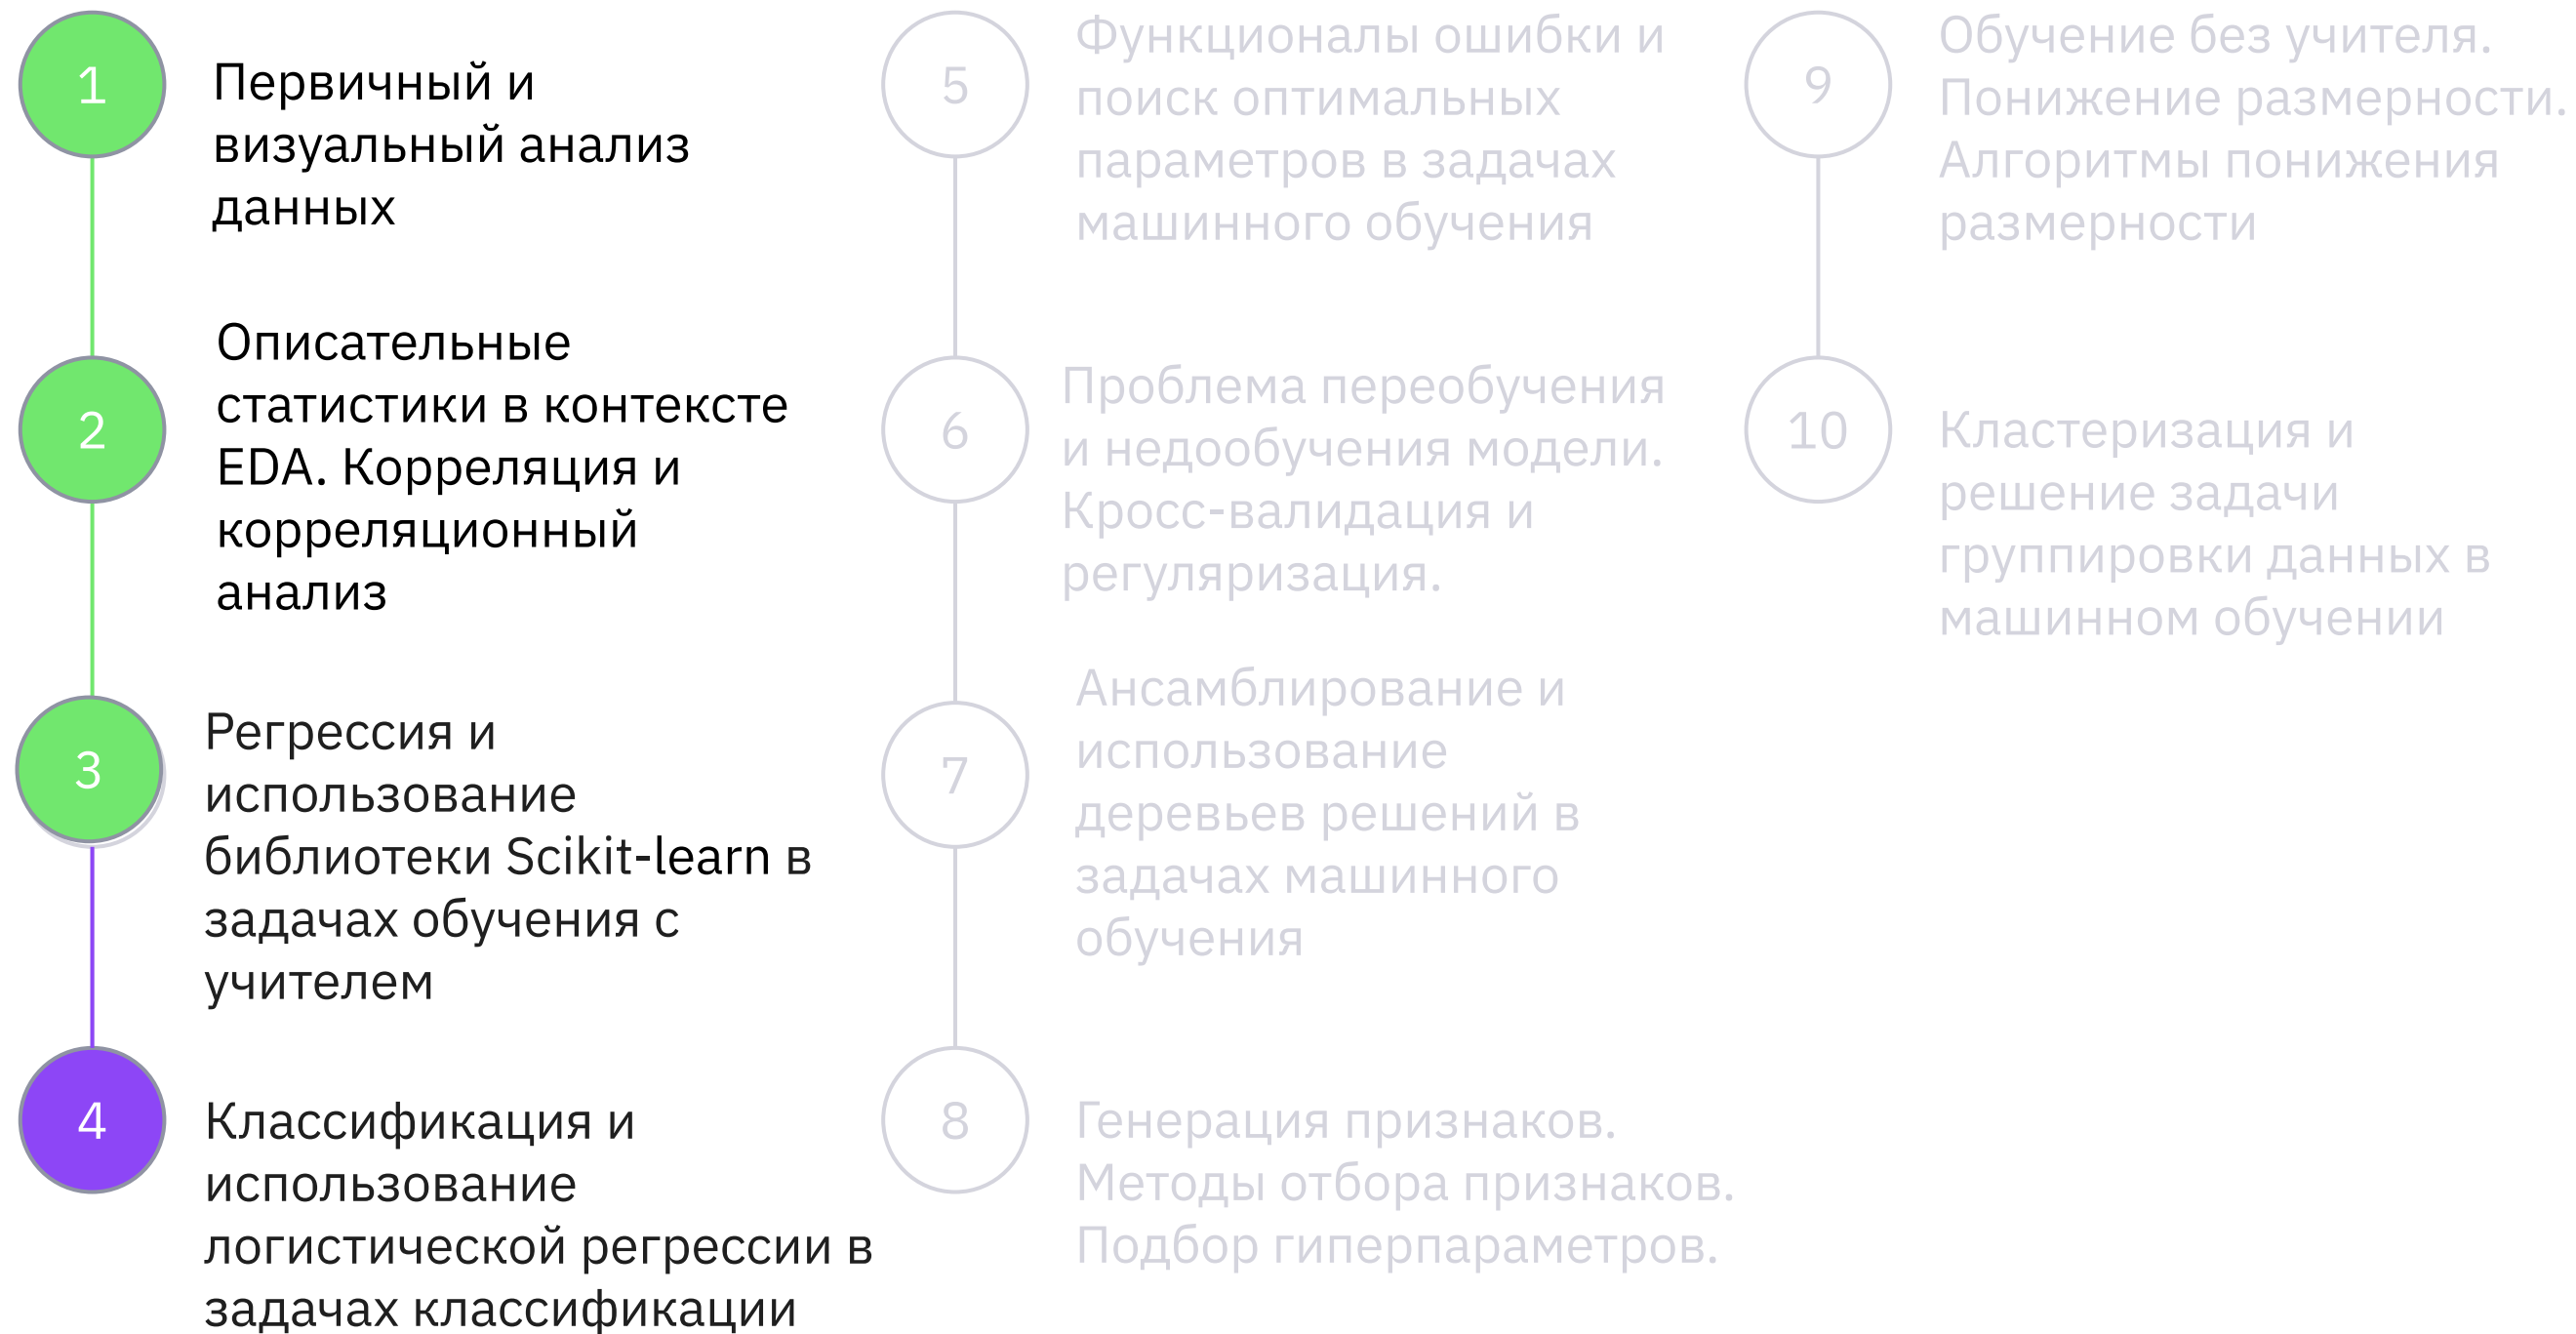 1
Первичный и
визуальный анализ
данных
2
Описательные
статистики в контексте
EDA. Корреляция и
корреляционный
анализ
3
Регрессия и
использование
библиотеки Scikit-learn в
задачах обучения с
учителем
4
Классификация и
использование
логистической регрессии в
задачах классификации
5
Функционалы ошибки и
поиск оптимальных
параметров в задачах
машинного обучения
6
Проблема переобучения
и недообучения модели.
Кросс-валидация и
регуляризация.
7
Ансамблирование и
использование
деревьев решений в
задачах машинного
обучения
8
Генерация признаков.
Методы отбора признаков.
Подбор гиперпараметров.
9
Обучение без учителя.
Понижение размерности.
Алгоритмы понижения
размерности
10
Кластеризация и
решение задачи
группировки данных в
машинном обучении